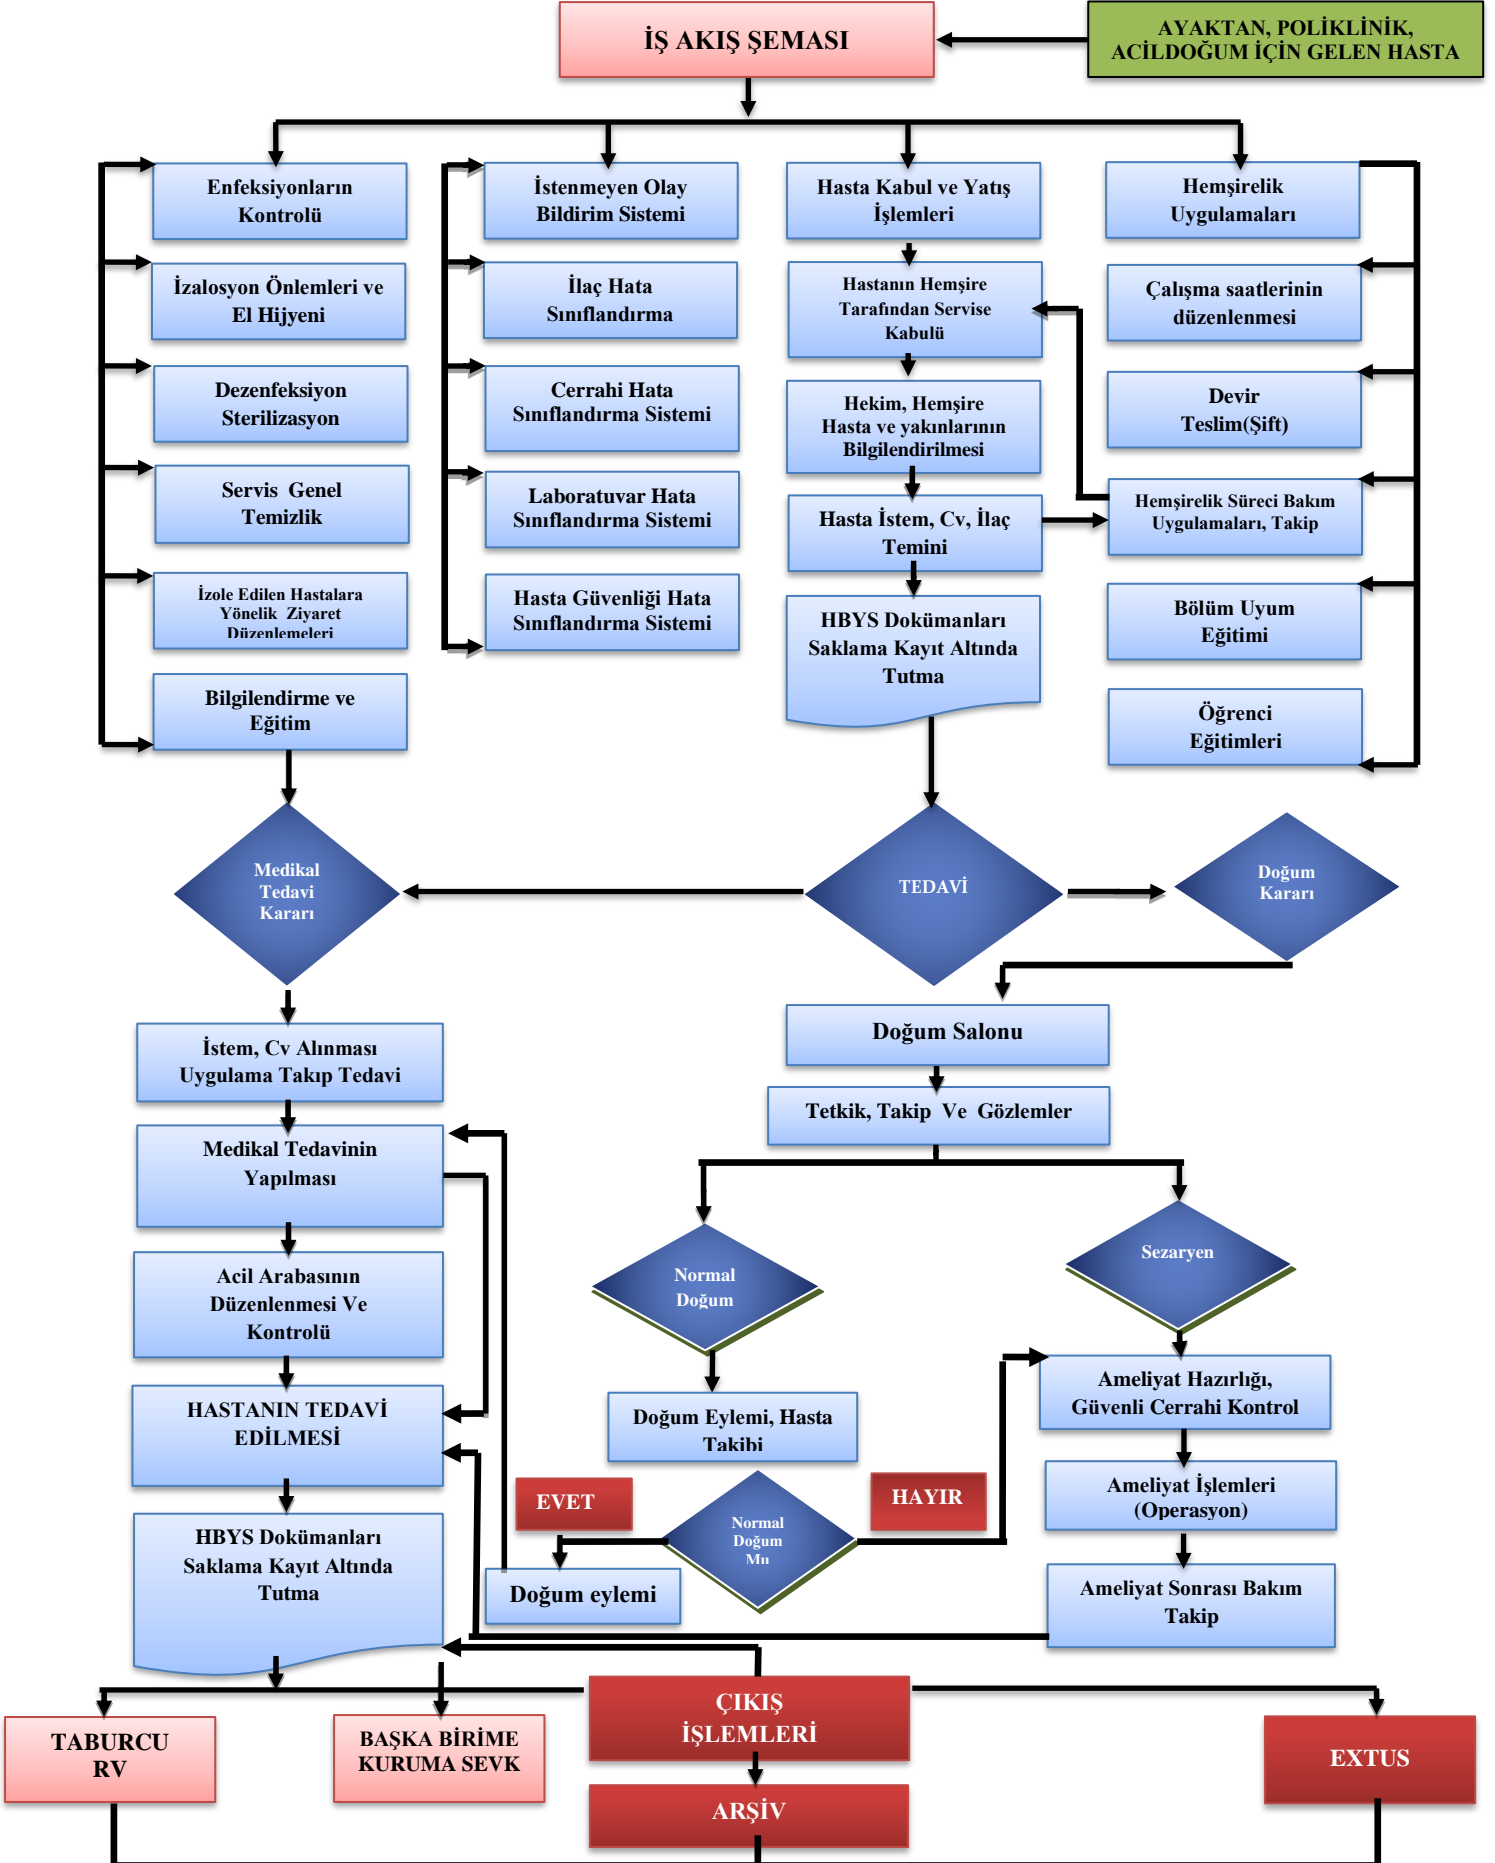 İŞ AKIŞ ŞEMASI
AYAKTAN, POLİKLİNİK,
ACİLDOĞUM İÇİN GELEN HASTA
Enfeksiyonların
Kontrolü
İzalosyon Önlemleri ve
El Hijyeni
Dezenfeksiyon
Sterilizasyon
Servis Genel
Temizlik
İzole Edilen Hastalara
Yönelik Ziyaret
Düzenlemeleri
Bilgilendirme ve
Eğitim
İstenmeyen Olay
Bildirim Sistemi
İlaç Hata
Sınıflandırma
Cerrahi Hata
Sınıflandırma Sistemi
Laboratuvar Hata
Sınıflandırma Sistemi
Hasta Güvenliği Hata
Sınıflandırma Sistemi
Hasta Kabul ve Yatış
İşlemleri
Hastanın Hemşire
Tarafından Servise
Kabulü
Hekim, Hemşire
Hasta ve yakınlarının
Bilgilendirilmesi
Hasta İstem, Cv, İlaç
Temini
HBYS Dokümanları
Saklama Kayıt Altında
Tutma
Hemşirelik
Uygulamaları
Çalışma saatlerinin
düzenlenmesi
Devir
Teslim(Şift)
Hemşirelik Süreci Bakım
Uygulamaları, Takip
Bölüm Uyum
Eğitimi
Öğrenci
Eğitimleri
Medikal
Tedavi
Kararı
TEDAVİ
Doğum
Kararı
İstem, Cv Alınması
Uygulama Takıp Tedavi
Medikal Tedavinin
Yapılması
Acil Arabasının
Düzenlenmesi Ve
Kontrolü
HASTANIN TEDAVİ
EDİLMESİ
HBYS Dokümanları
Saklama Kayıt Altında
Tutma
Doğum Salonu
Tetkik, Takip Ve Gözlemler
Normal
Doğum
Sezaryen
Doğum Eylemi, Hasta
Takibi
Ameliyat Hazırlığı,
Güvenli Cerrahi Kontrol
EVET
Normal
Doğum
Mu
HAYIR
Ameliyat İşlemleri
(Operasyon)
Doğum eylemi
Ameliyat Sonrası Bakım
Takip
TABURCU
RV
BAŞKA BİRİME
KURUMA SEVK
ÇIKIŞ
İŞLEMLERİ
EXTUS
ARŞİV